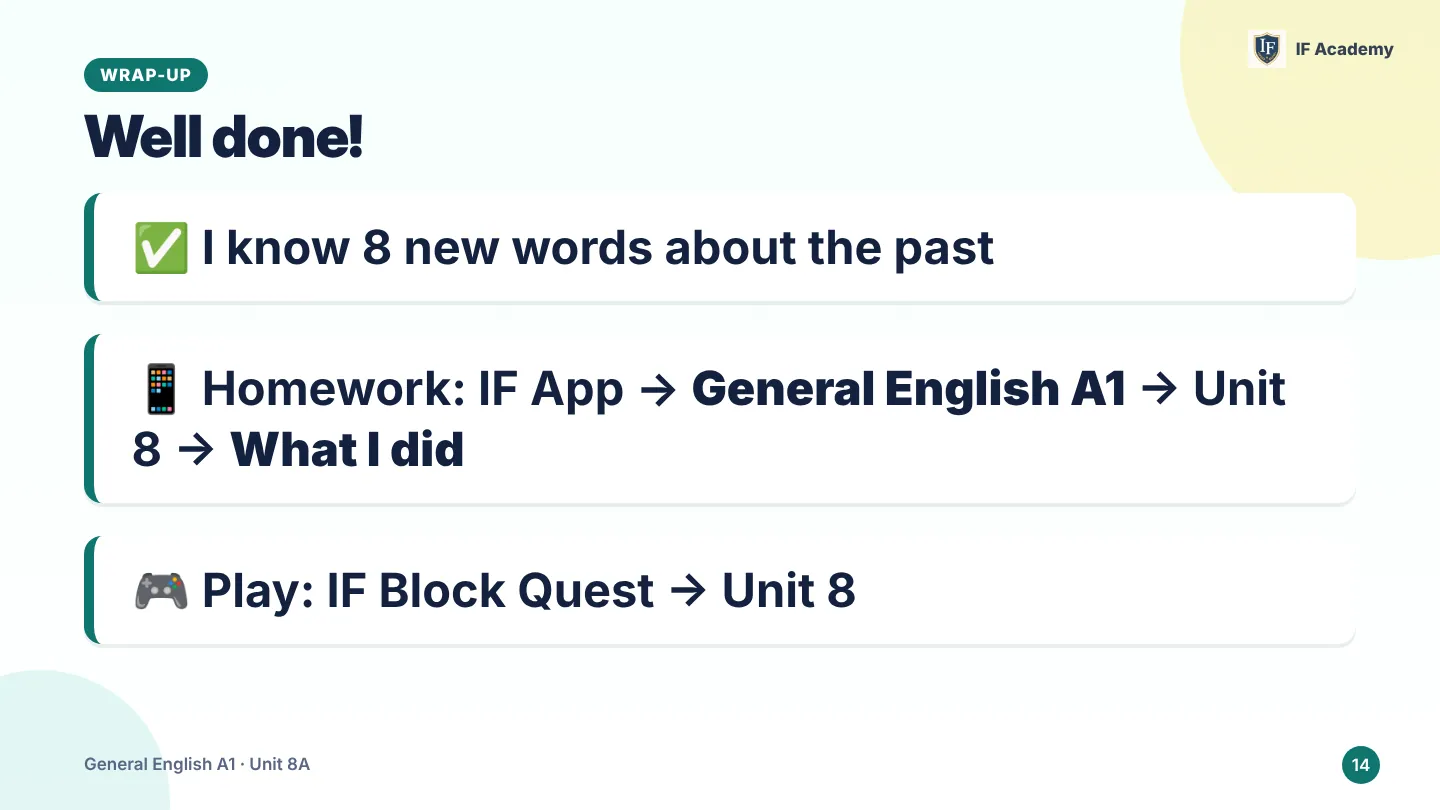 IF Academy
WRAP-UP
Well done!
✅ I know 8 new words about the past
📱 Homework: IF App → General English A1 → Unit
8 → What I did
🎮 Play: IF Block Quest → Unit 8
General English A1 · Unit 8A
14